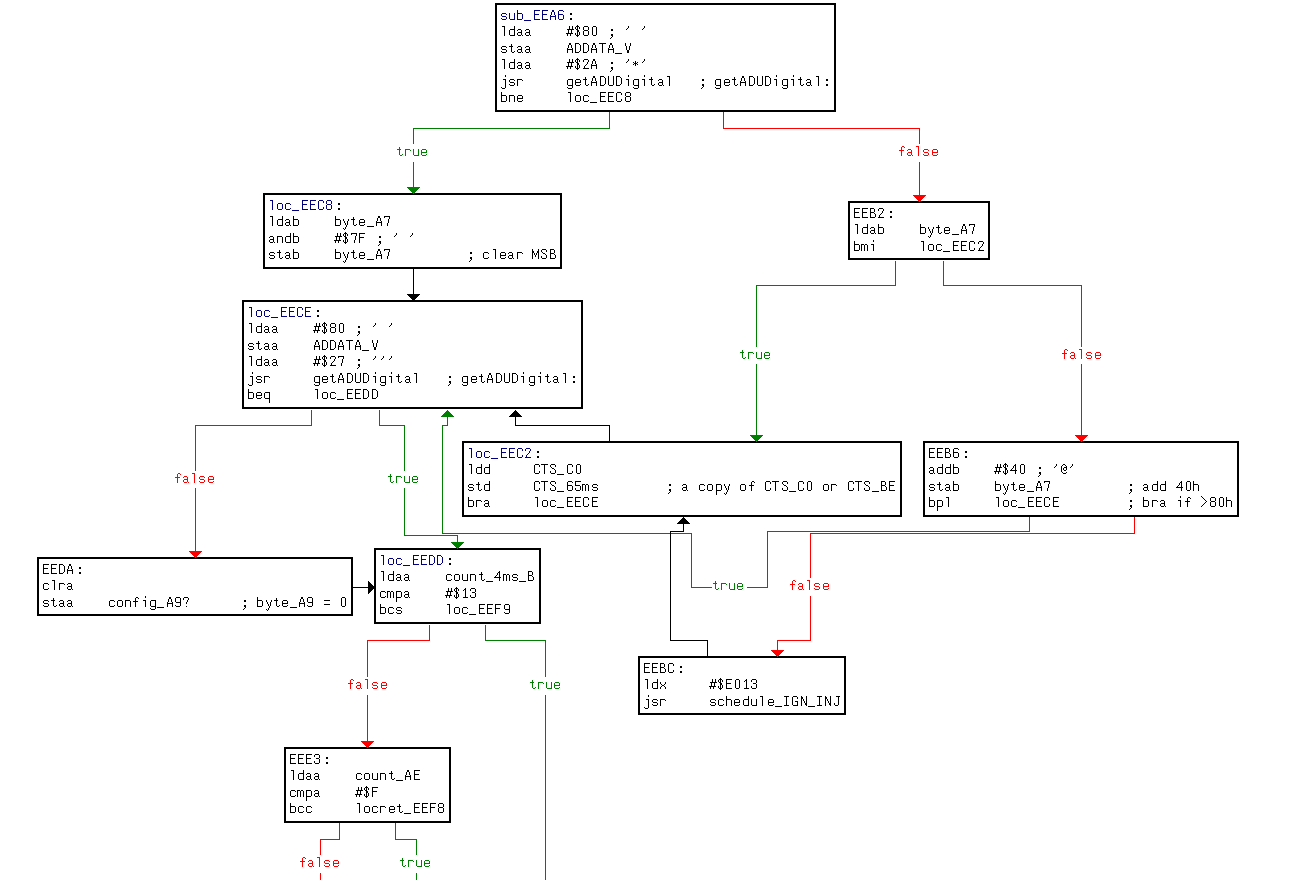 sub_EEA6:
ldaa #$80 ; ' '
staa ADDATA_V
ldaa #$2A ; '*'
jsr getADUDigital ; getADUDigital:
bne loc_EEC8
true
false
loc_EEC8:
ldab byte_A7
andb #$7F ; ' '
stab byte_A7 ; clear MSB
EEB2:
ldab byte_A7
bmi loc_EEC2
loc_EECE:
ldaa #$80 ; ' '
staa ADDATA_V
ldaa #$27 ; '''
jsr getADUDigital ; getADUDigital:
beq loc_EEDD
true
false
false
true
loc_EEC2:
ldd CTS_C0
std CTS_65ms ; a copy of CTS_C0 or CTS_BE
bra loc_EECE
EEB6:
addb #$40 ; '@'
stab byte_A7 ; add 40h
bpl loc_EECE ; bra if >80h
EEDA:
clra
staa config_A9? ; byte_A9 = 0
loc_EEDD:
ldaa count_4ms_B
cmpa #$13
bcs loc_EEF9
true
false
false
true
EEBC:
ldx #$E013
jsr schedule_IGN_INJ
EEE3:
ldaa count_AE
cmpa #$F
bcc locret_EEF8
false
true